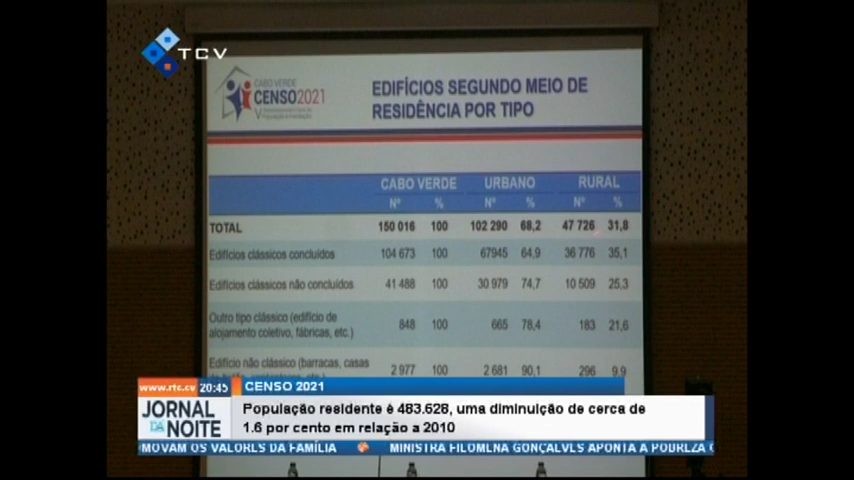 TCV
CABO VERDE
CENSO2021
EDIFÍCIOS SEGUNDO MEIO DE
RESIDÊNCIA POR TIPO
CABO VERDE URBANO RURAL
Nº % Nº % Nº %
TOTAL 150 016 100 102 290 68,2 47 726 31,8
Edifícios clássicos concluídos 104 673 100 67945 64,9 36 776 35,1
Edifícios clássicos não concluídos 41 488 100 30 979 74,7 10 509 25,3
Outro tipo clássico (edifício de
alojamento coletivo, fábricas, etc.) 848 100 665 78,4 183 21,6
Edifício não clássico (barracas, casas
2 977 100 2 681 90,1 296 9,9
www.rtc.cv 20:45 CENSO 2021
JORNAL DA NOITE
População residente é 483.628, uma diminuição de cerca de
1.6 por cento em relação a 2010
MOVAM OS VALORES DA FAMÍLIA MINISTRA FILOMENA GONÇALVES APONTA A POBREZA